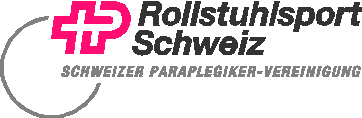 Rollstuhlsport
Schweiz
SCHWEIZER PARAPLEGIKER-VEREINIGUNG